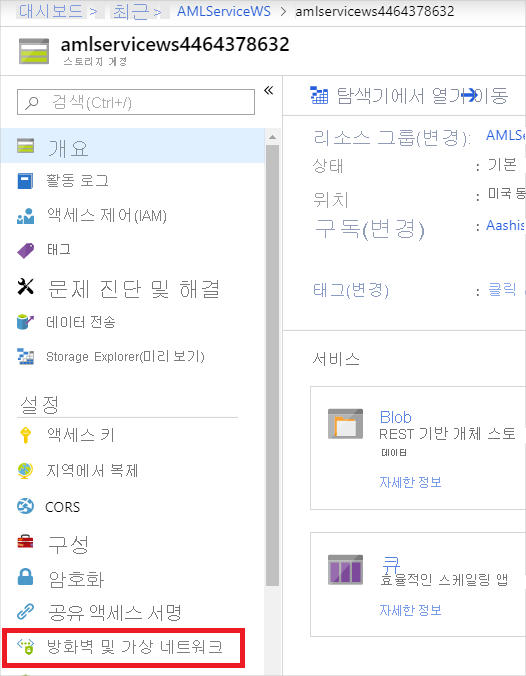 대시보드 > 최근 > AMLServiceWS > amlservicews4464378632
amlservicews4464378632
스토리지 계정
검색(Ctrl+/)
«
개요
활동 로그
액세스 제어(IAM)
태그
문제 진단 및 해결
데이터 전송
Storage Explorer(미리 보기)
설정
액세스 키
지역에서 복제
CORS
구성
암호화
공유 액세스 서명
방화벽 및 가상 네트워크
탐색기에서 열기 이동
리소스 그룹(변경): AMLSe
상태 : 기본
위치 : 미국 동
구독(변경) : Aashis
태그(변경) : 클릭
서비스
Blob
REST 기반 개체 스토
데이터
자세한 정보
큐
효율적인 스케일링 앱
자세한 정보